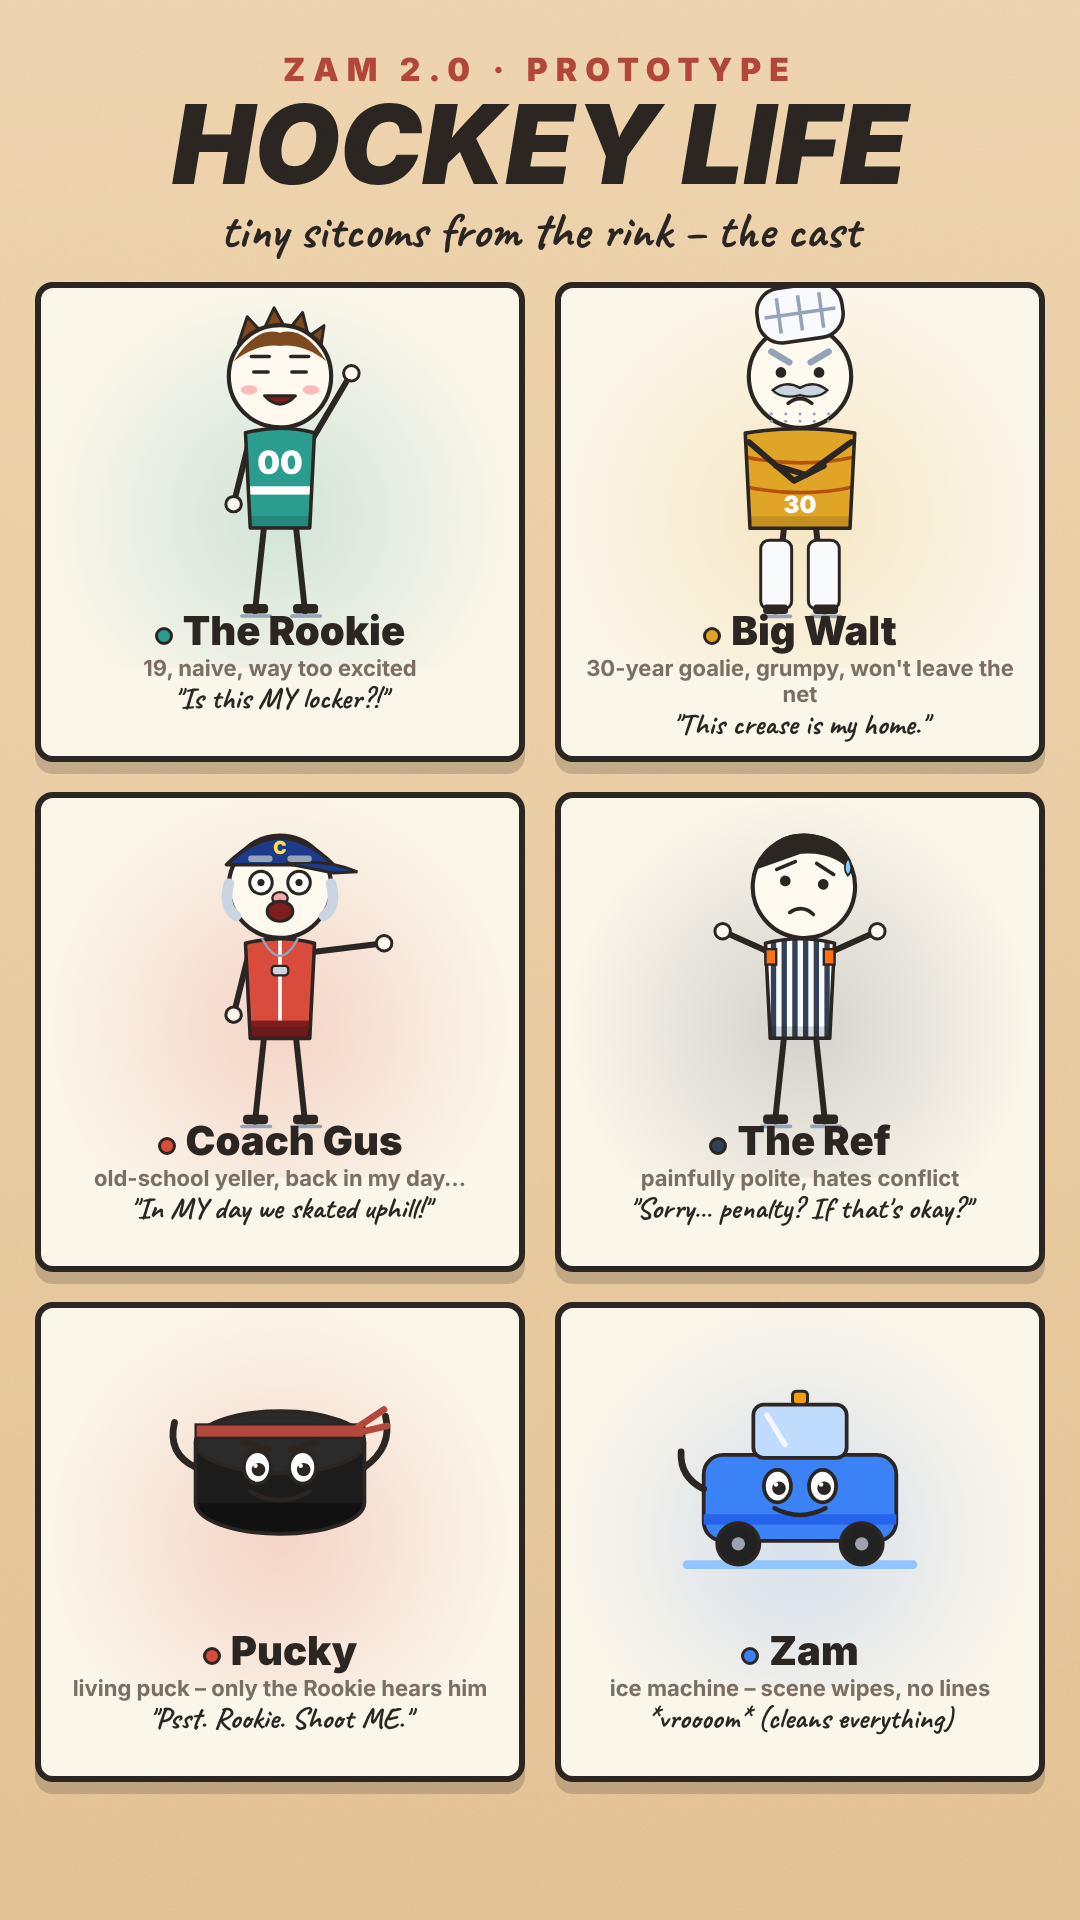 ZAM 2.0 · PROTOTYPE
HOCKEY LIFE
tiny sitcoms from the rink – the cast
00
The Rookie
19, naive, way too excited
"Is this MY locker?!"
30
Big Walt
30-year goalie, grumpy, won't leave the
net
"This crease is my home."
C
Coach Gus
old-school yeller, back in my day...
"In MY day we skated uphill!"
The Ref
painfully polite, hates conflict
"Sorry... penalty? If that's okay?"
Pucky
living puck – only the Rookie hears him
"Psst. Rookie. Shoot ME."
Zam
ice machine – scene wipes, no lines
*vroooom* (cleans everything)